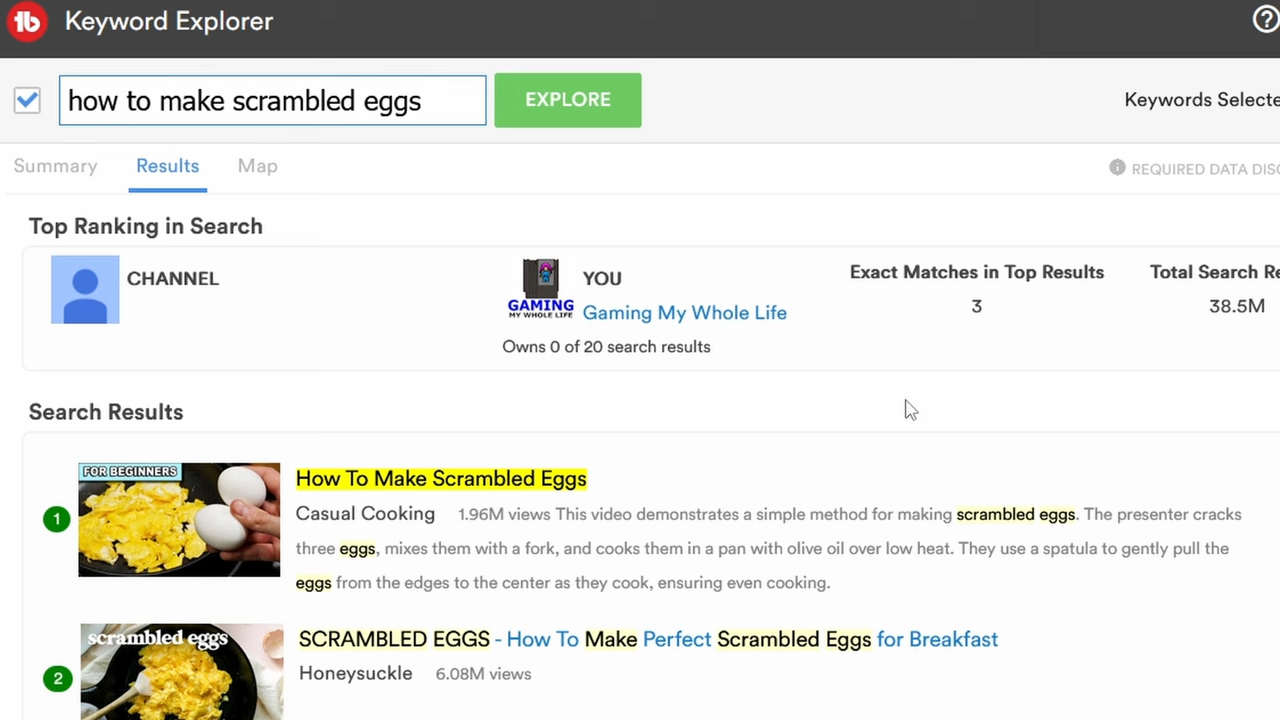 tb Keyword Explorer ?
how to make scrambled eggs EXPLORE Keywords Selecte
Summary Results Map REQUIRED DATA DISC
Top Ranking in Search
CHANNEL YOU Exact Matches in Top Results Total Search Re
GAMING MY WHOLE LIFE Gaming My Whole Life 3 38.5M
Owns 0 of 20 search results
Search Results
FOR BEGINNERS
How To Make Scrambled Eggs
1 Casual Cooking 1.96M views This video demonstrates a simple method for making scrambled eggs. The presenter cracks
three eggs, mixes them with a fork, and cooks them in a pan with olive oil over low heat. They use a spatula to gently pull the
eggs from the edges to the center as they cook, ensuring even cooking.
scrambled eggs SCRAMBLED EGGS - How To Make Perfect Scrambled Eggs for Breakfast
2 Honeysuckle 6.08M views